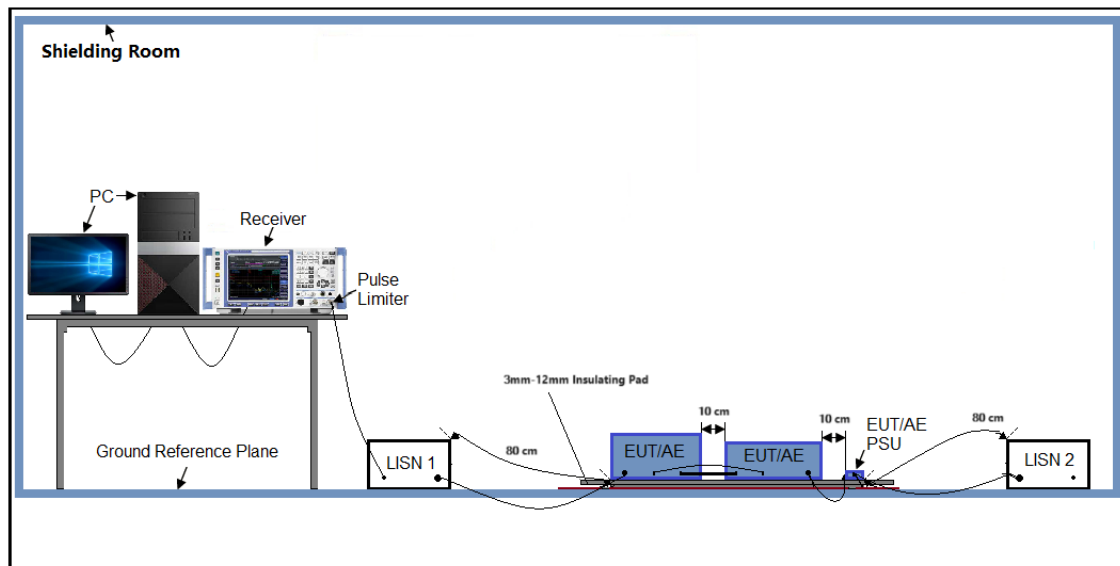 Shielding Room
PC
Receiver
Pulse
Limiter
3mm-12mm Insulating Pad
10 cm
10 cm
EUT/AE
PSU
80 cm
Ground Reference Plane
LISN 1
80 cm
EUT/AE
EUT/AE
LISN 2